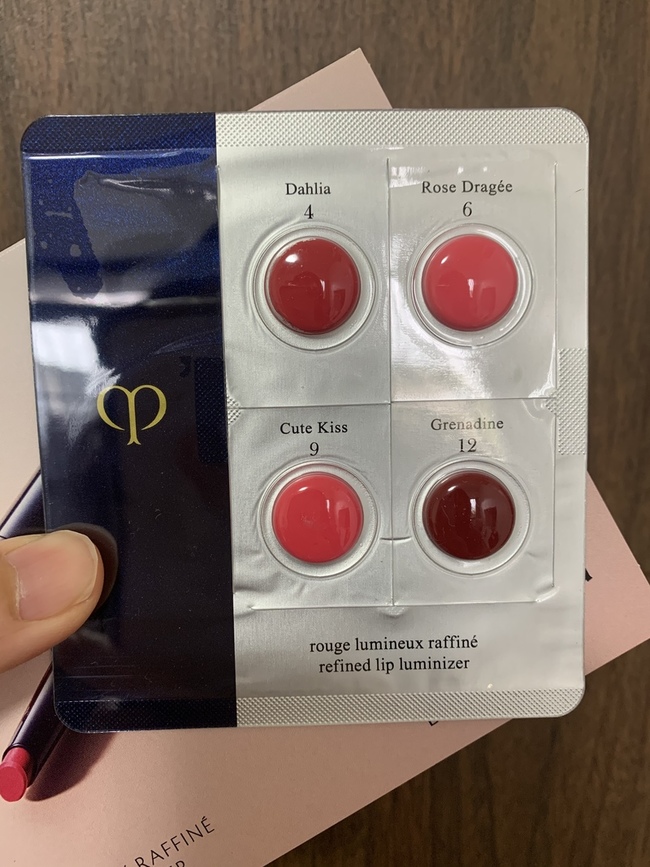 Dahlia
4
Rose Dragée
6
Cute Kiss
9
Grenadine
12
rouge lumineux raffiné
refined lip luminizer
RAFFINÉ